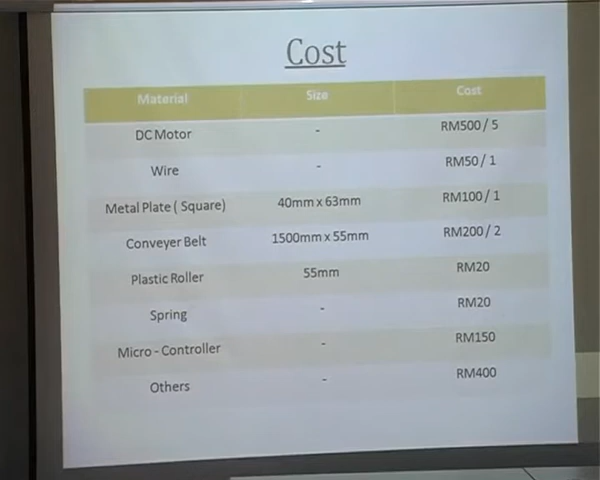 Cost
Material Size Cost
DC Motor - RM500 / 5
Wire - RM50 / 1
Metal Plate ( Square) 40mm x 63mm RM100 / 1
Conveyer Belt 1500mm x 55mm RM200 / 2
Plastic Roller 55mm RM20
Spring - RM20
Micro - Controller - RM150
Others - RM400